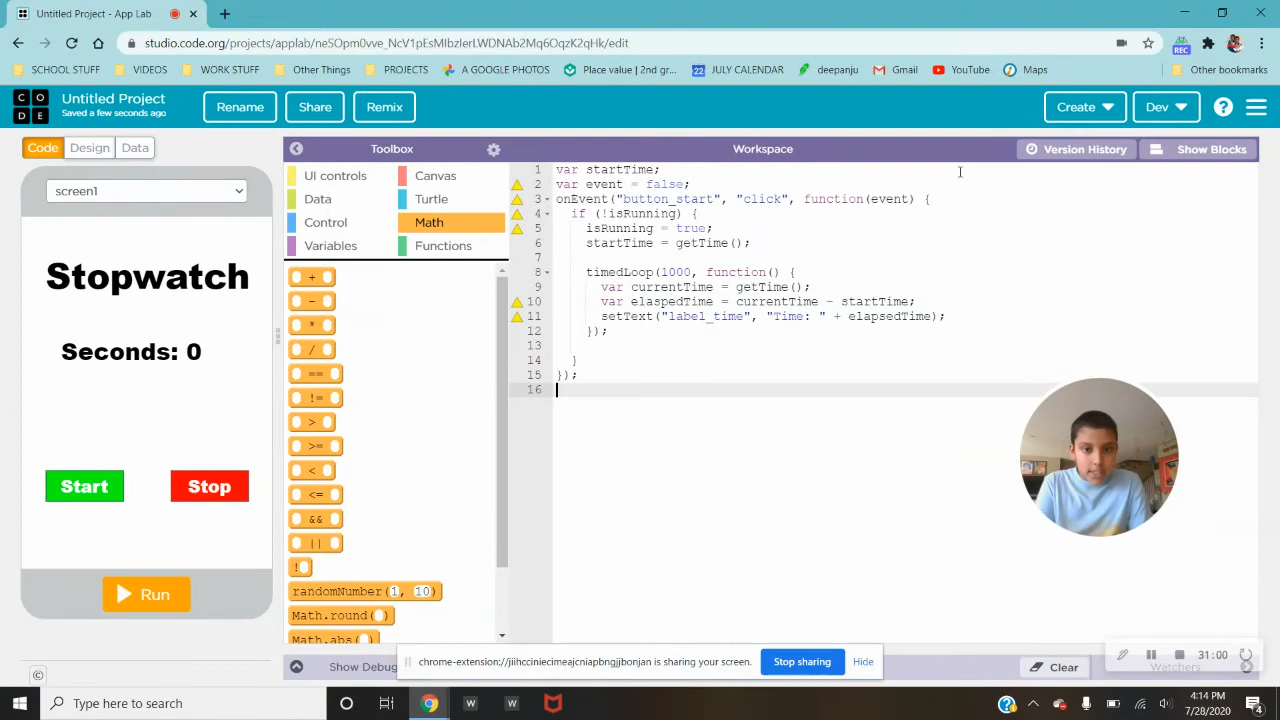 Untitled Project - App Lab
studio.code.org/projects/applab/neSOpm0vve_NcV1pEsMIbzIerLWDNAb2Mq6OqzK2qHk/edit
REC
SCHOOL STUFF VIDEOS WORK STUFF Other Things PROJECTS A GOOGLE PHOTOS Place value | 2nd gr... 22 JULY CALENDAR deepanju Gmail YouTube Maps Other bookmarks
C O D E
Untitled Project
Saved a few seconds ago
Rename Share Remix Create Dev ?
Code Design Data
Toolbox Workspace Version History Show Blocks
screen1
UI controls Canvas
Data Turtle
Control Math
Variables Functions
+
-
*
/
==
!=
>
>=
<
<=
&&
||
!
randomNumber(1, 10)
Math.round()
Math.abs()
Stopwatch
Seconds: 0
Start Stop
Run
1 var startTime;
2 var event = false;
3 onEvent("button_start", "click", function(event) {
4 if (!isRunning) {
5 isRunning = true;
6 startTime = getTime();
7
8 timedLoop(1000, function() {
9 var currentTime = getTime();
10 var elaspedTime = currentTime - startTime;
11 setText("label_time", "Time: " + elapsedTime);
12 });
13
14 }
15 });
16
©
Show Debug
chrome-extension://jiihcciniecimeajcniapbngjjbonjan is sharing your screen. Stop sharing Hide
Clear Watchers
31:00
Type here to search
W W
4:14 PM
7/28/2020
4